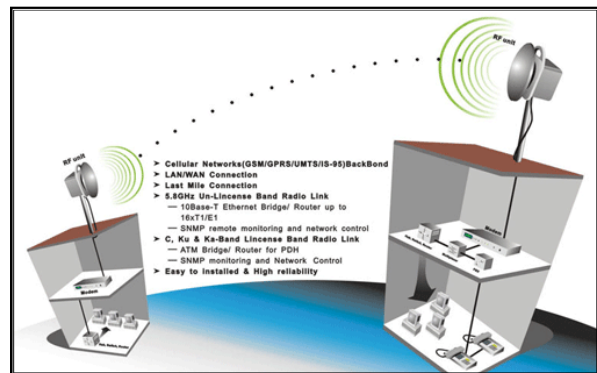 RF unit
RF unit
➢ Cellular Networks(GSM/GPRS/UMTS/IS-95)BackBond
➢ LAN/WAN Connection
➢ Last Mile Connection
➢ 5.8GHz Un-Lincense Band Radio Link
— 10Base-T Ethernet Bridge/ Router up to
16xT1/E1
— SNMP remote monitoring and network control
➢ C, Ku & Ka-Band Lincense Band Radio Link
— ATM Bridge/ Router for PDH
— SNMP monitoring and Network Control
➢ Easy to installed & High reliability
Modem
Modem
Hub, Switch, Router